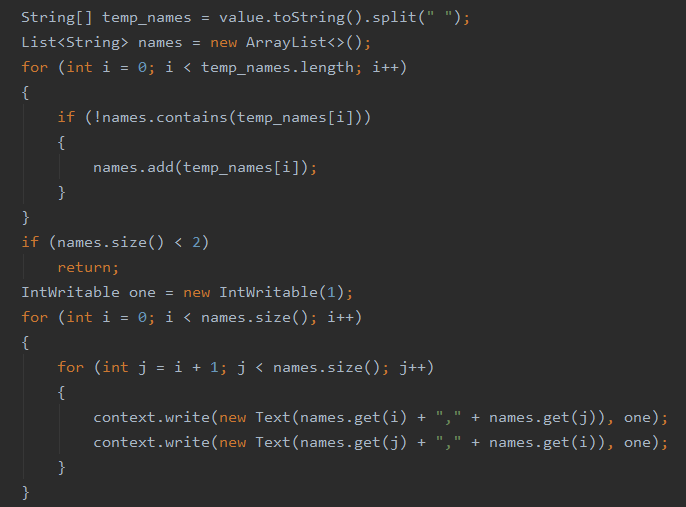 String[] temp_names = value.toString().split(" ");
List<String> names = new ArrayList<>();
for (int i = 0; i < temp_names.length; i++)
{
    if (!names.contains(temp_names[i]))
    {
        names.add(temp_names[i]);
    }
}
if (names.size() < 2)
    return;
IntWritable one = new IntWritable(1);
for (int i = 0; i < names.size(); i++)
{
    for (int j = i + 1; j < names.size(); j++)
    {
        context.write(new Text(names.get(i) + "," + names.get(j)), one);
        context.write(new Text(names.get(j) + "," + names.get(i)), one);
    }
}